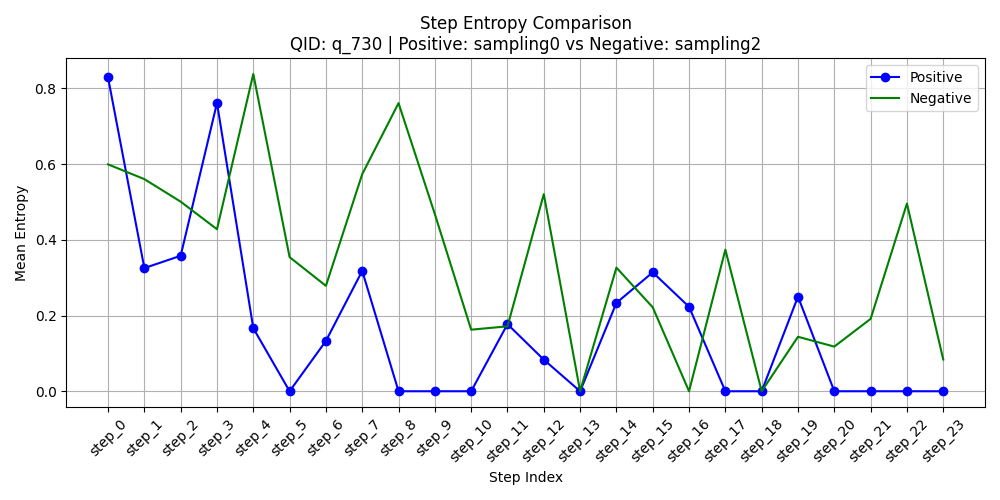 Step Entropy Comparison
QID: q_730 | Positive: sampling0 vs Negative: sampling2
Positive
Negative
Mean Entropy
0.8
0.6
0.4
0.2
0.0
step_0
step_1
step_2
step_3
step_4
step_5
step_6
step_7
step_8
step_9
step_10
step_11
step_12
step_13
step_14
step_15
step_16
step_17
step_18
step_19
step_20
step_21
step_22
step_23
Step Index